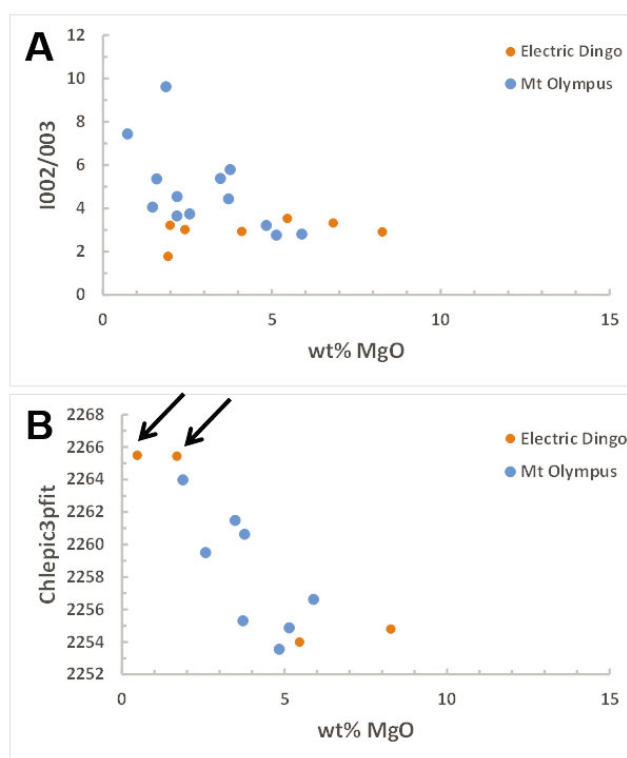 A
12
10
8
6
4
2
0
I002/003
0 5 10 15
wt% MgO
Electric Dingo
Mt Olympus
B
2268
2266
2264
2262
2260
2258
2256
2254
2252
Chlepic3pfit
0 5 10 15
wt% MgO
Electric Dingo
Mt Olympus